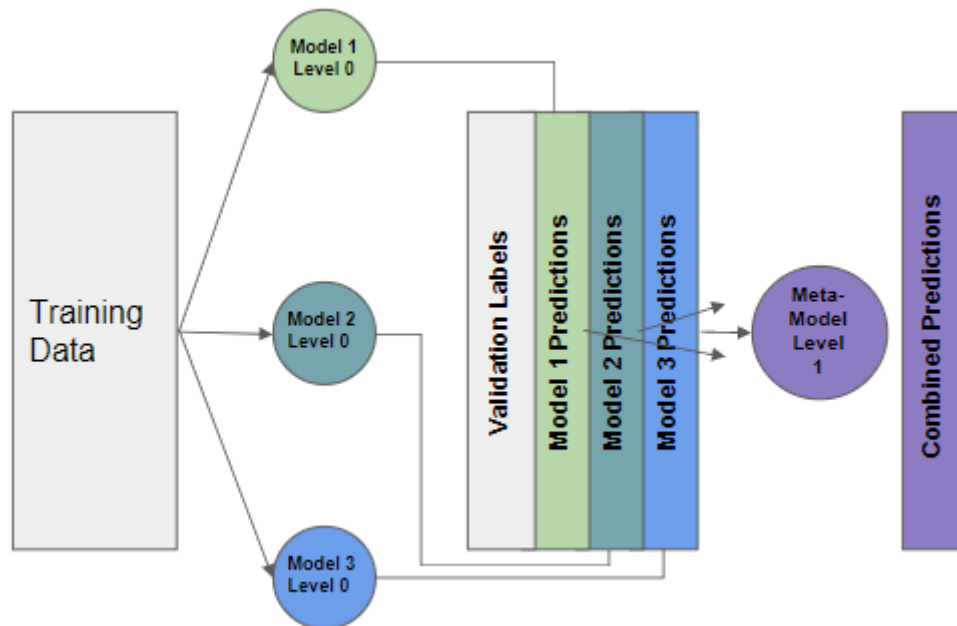 Training
Data
Model 1
Level 0
Model 2
Level 0
Model 3
Level 0
Validation Labels
Model 1 Predictions
Model 2 Predictions
Model 3 Predictions
Meta-
Model
Level
1
Combined Predictions